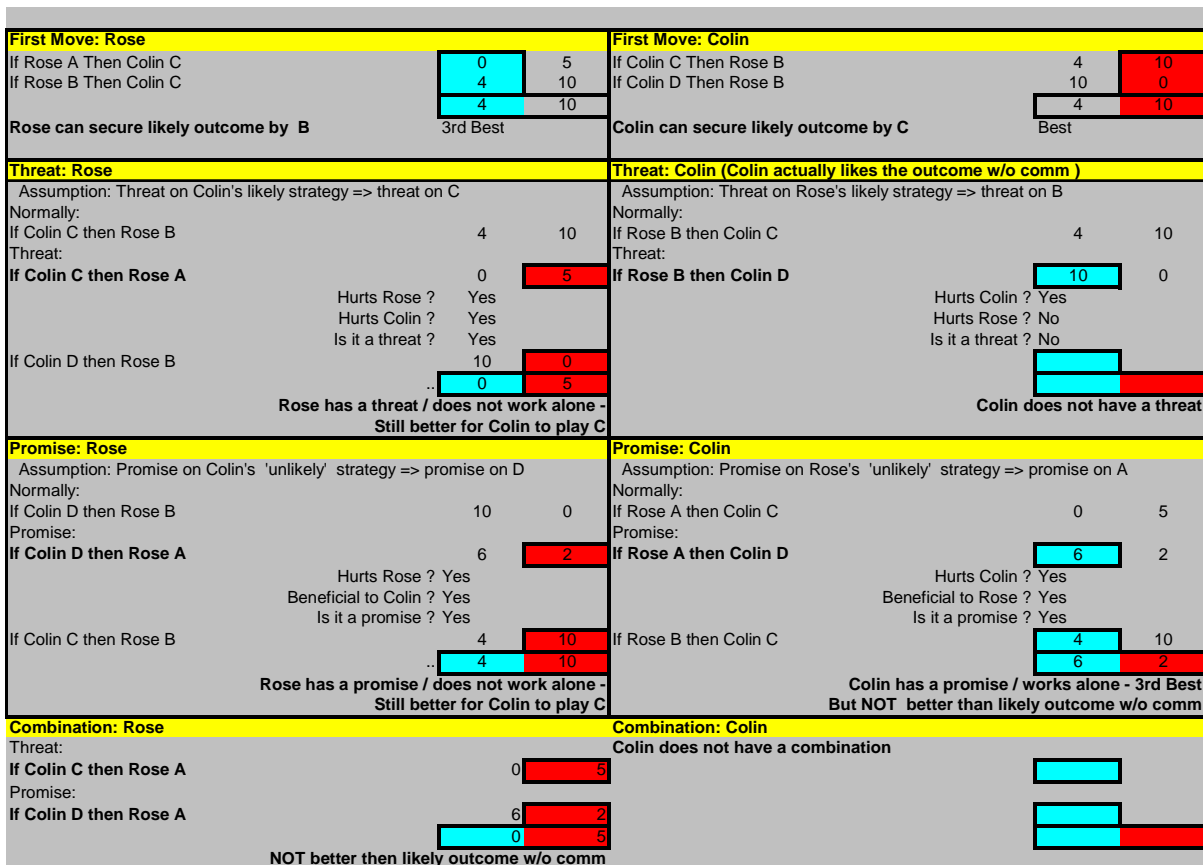 First Move: Rose
If Rose A Then Colin C 0 5
If Rose B Then Colin C 4 10
4 10
Rose can secure likely outcome by B 3rd Best
First Move: Colin
If Colin C Then Rose B 4 10
If Colin D Then Rose B 10 0
4 10
Colin can secure likely outcome by C Best
Threat: Rose
Assumption: Threat on Colin's likely strategy => threat on C
Normally:
If Colin C then Rose B 4 10
Threat:
If Colin C then Rose A 0 5
Hurts Rose ? Yes
Hurts Colin ? Yes
Is it a threat ? Yes
If Colin D then Rose B 10 0
.. 0 5
Rose has a threat / does not work alone -
Still better for Colin to play C
Threat: Colin (Colin actually likes the outcome w/o comm )
Assumption: Threat on Rose's likely strategy => threat on B
Normally:
If Rose B then Colin C 4 10
Threat:
If Rose B then Colin D 10 0
Hurts Colin ? Yes
Hurts Rose ? No
Is it a threat ? No
Colin does not have a threat
Promise: Rose
Assumption: Promise on Colin's 'unlikely' strategy => promise on D
Normally:
If Colin D then Rose B 10 0
Promise:
If Colin D then Rose A 6 2
Hurts Rose ? Yes
Beneficial to Colin ? Yes
Is it a promise ? Yes
If Colin C then Rose B 4 10
.. 4 10
Rose has a promise / does not work alone -
Still better for Colin to play C
Promise: Colin
Assumption: Promise on Rose's 'unlikely' strategy => promise on A
Normally:
If Rose A then Colin C 0 5
Promise:
If Rose A then Colin D 6 2
Hurts Colin ? Yes
Beneficial to Rose ? Yes
Is it a promise ? Yes
If Rose B then Colin C 4 10
6 2
Colin has a promise / works alone - 3rd Best
But NOT better than likely outcome w/o comm
Combination: Rose
Threat:
If Colin C then Rose A 0 5
Promise:
If Colin D then Rose A 6 2
0 5
NOT better then likely outcome w/o comm
Combination: Colin
Colin does not have a combination